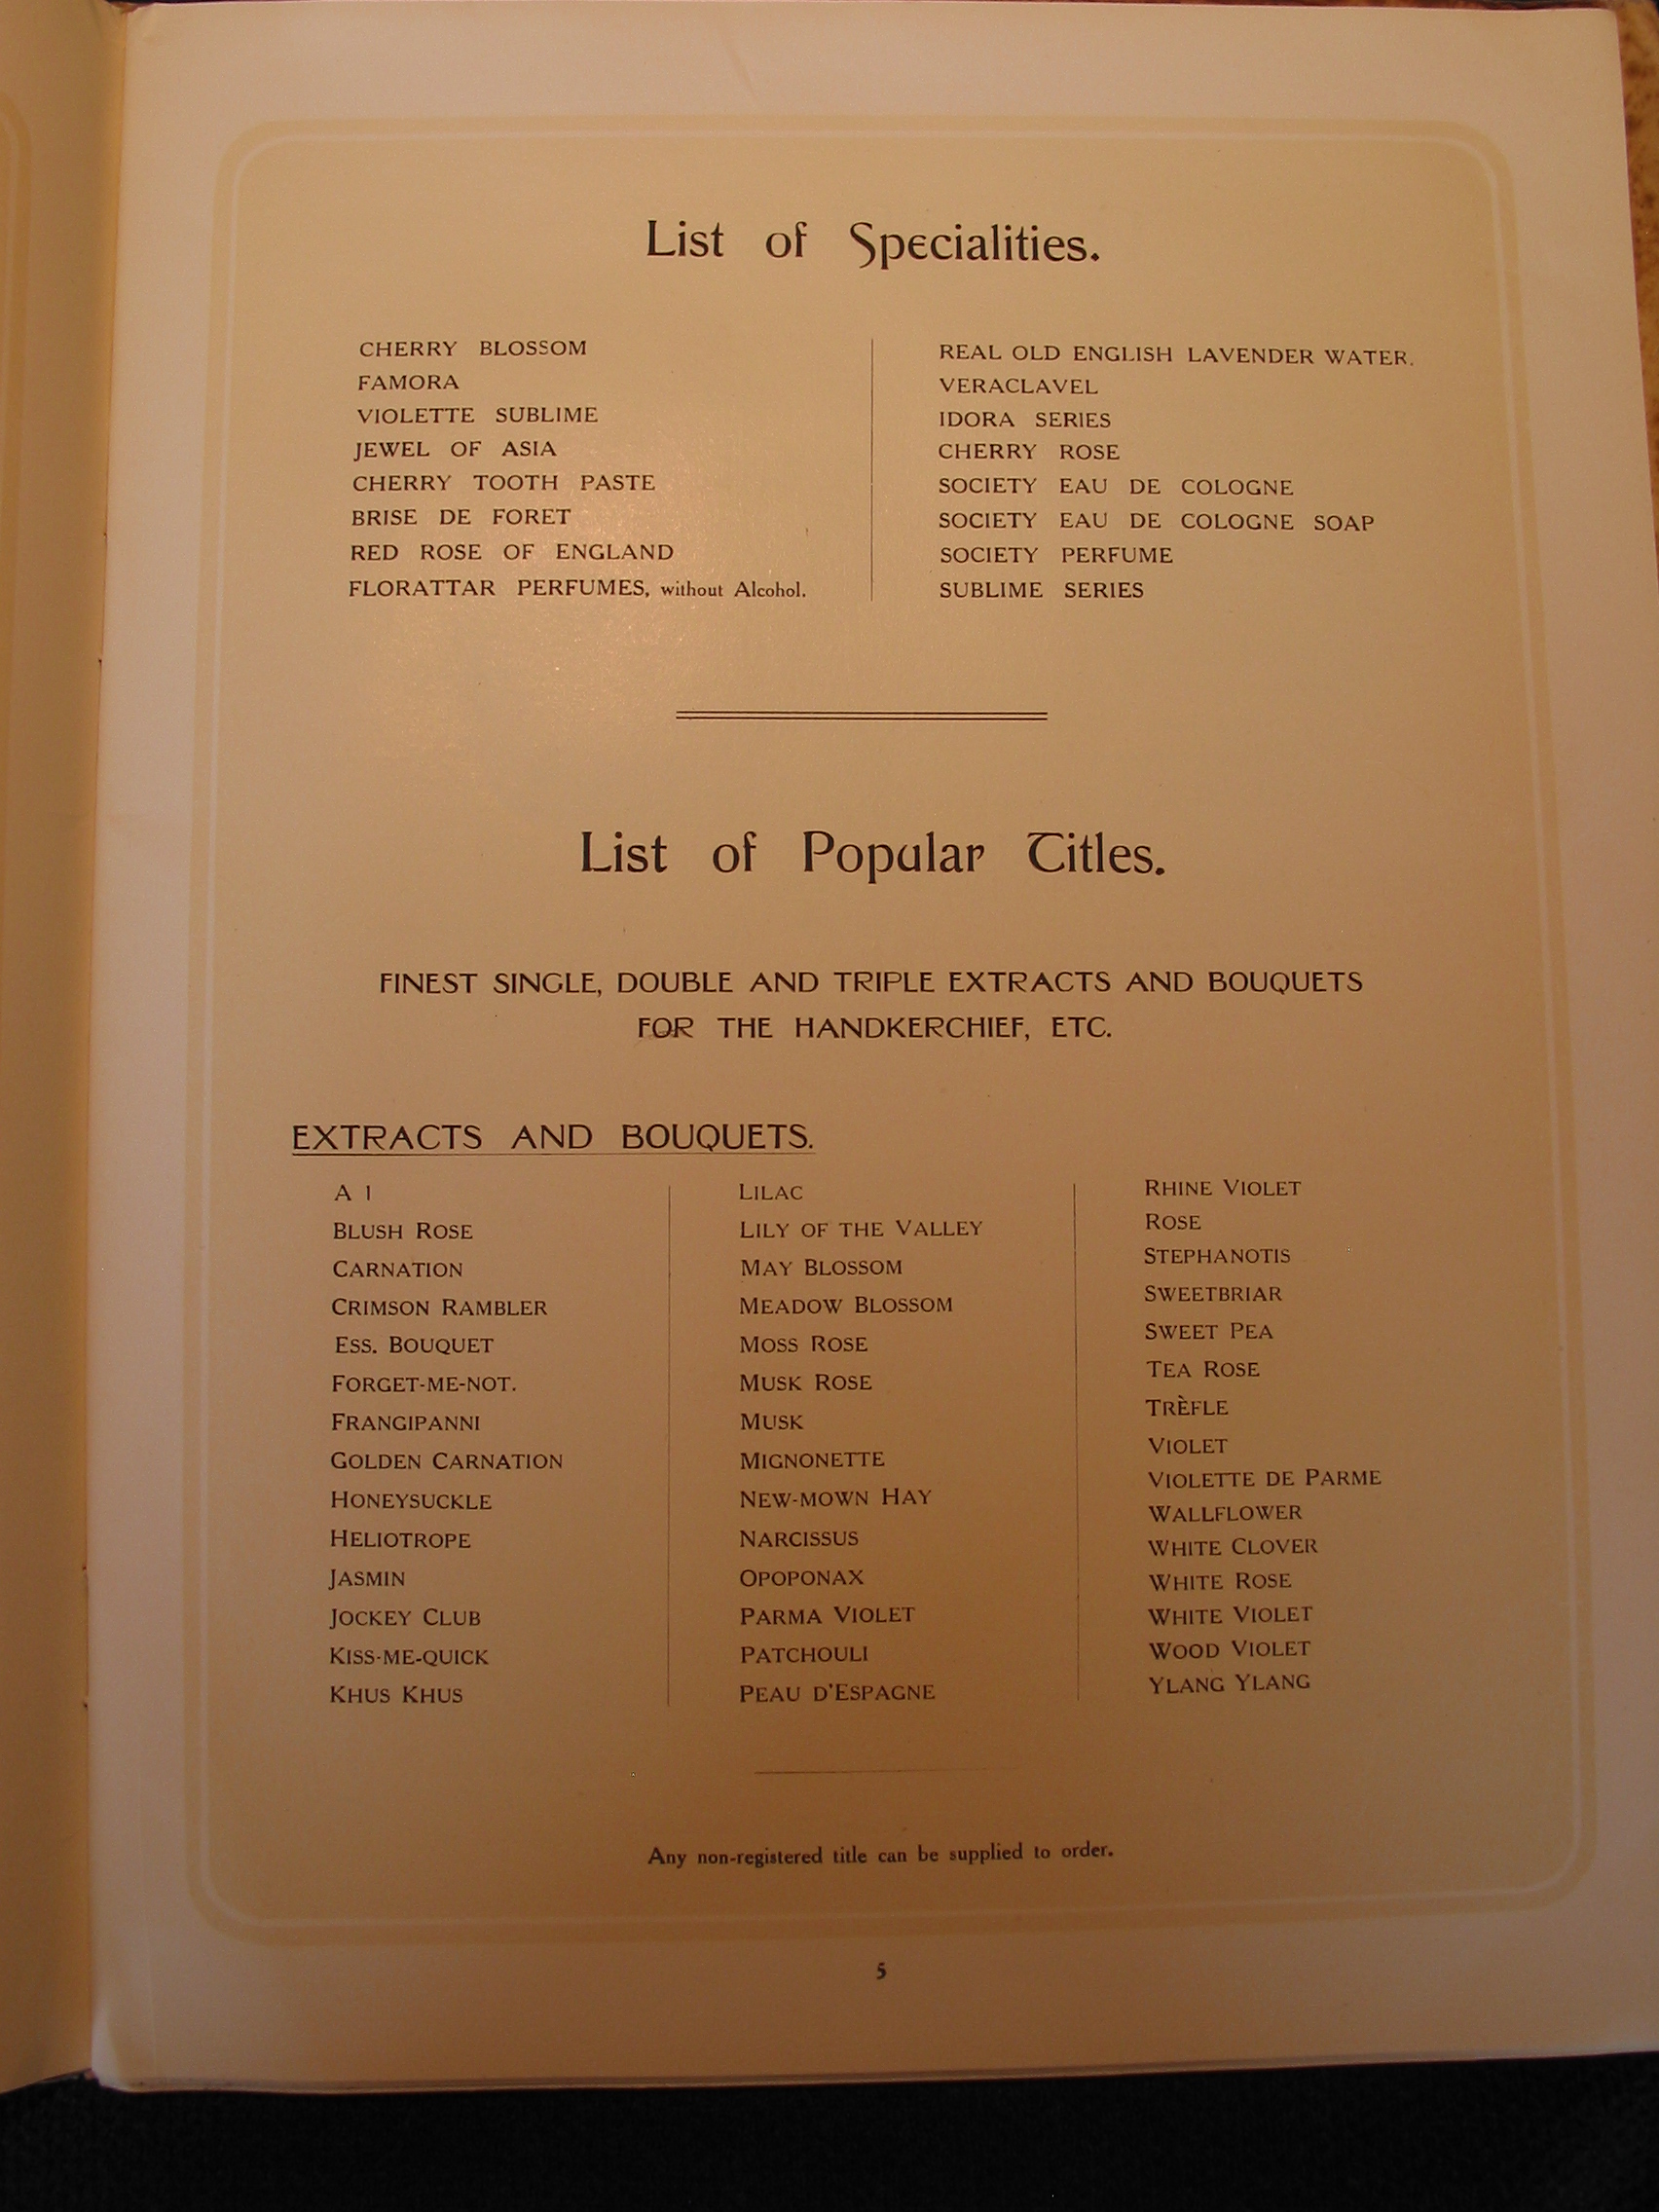 List of Specialities.
CHERRY BLOSSOM
FAMORA
VIOLETTE SUBLIME
JEWEL OF ASIA
CHERRY TOOTH PASTE
BRISE DE FORET
RED ROSE OF ENGLAND
FLORATTAR PERFUMES, without Alcohol.
REAL OLD ENGLISH LAVENDER WATER.
VERACLAVEL
IDORA SERIES
CHERRY ROSE
SOCIETY EAU DE COLOGNE
SOCIETY EAU DE COLOGNE SOAP
SOCIETY PERFUME
SUBLIME SERIES
List of Popular Titles.
FINEST SINGLE, DOUBLE AND TRIPLE EXTRACTS AND BOUQUETS
FOR THE HANDKERCHIEF, ETC.
EXTRACTS AND BOUQUETS.
A 1
BLUSH ROSE
CARNATION
CRIMSON RAMBLER
ESS. BOUQUET
FORGET-ME-NOT.
FRANGIPANNI
GOLDEN CARNATION
HONEYSUCKLE
HELIOTROPE
JASMIN
JOCKEY CLUB
KISS-ME-QUICK
KHUS KHUS
LILAC
LILY OF THE VALLEY
MAY BLOSSOM
MEADOW BLOSSOM
MOSS ROSE
MUSK ROSE
MUSK
MIGNONETTE
NEW-MOWN HAY
NARCISSUS
OPOPONAX
PARMA VIOLET
PATCHOULI
PEAU D'ESPAGNE
RHINE VIOLET
ROSE
STEPHANOTIS
SWEETBRIAR
SWEET PEA
TEA ROSE
TRÈFLE
VIOLET
VIOLETTE DE PARME
WALLFLOWER
WHITE CLOVER
WHITE ROSE
WHITE VIOLET
WOOD VIOLET
YLANG YLANG
Any non-registered title can be supplied to order.
5